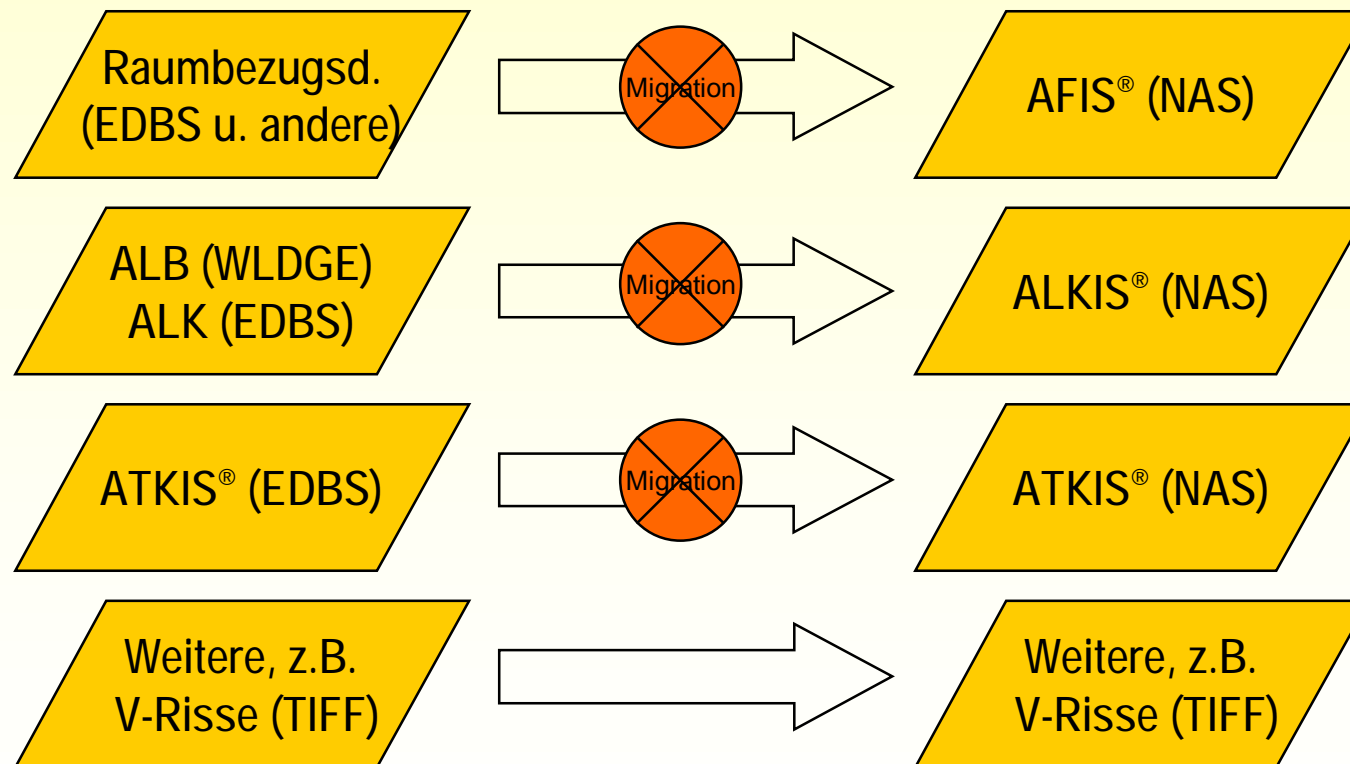 Raumbezugsd.
(EDBS u. andere)
Migration
AFIS® (NAS)
ALB (WLDGE)
ALK (EDBS)
Migration
ALKIS® (NAS)
ATKIS® (EDBS)
Migration
ATKIS® (NAS)
Weitere, z.B.
V-Risse (TIFF)
Weitere, z.B.
V-Risse (TIFF)